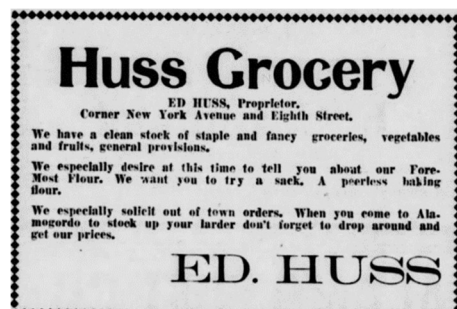 Huss Grocery
ED HUSS, Proprietor.
Corner New York Avenue and Eighth Street.
We have a clean stock of staple and fancy groceries, vegetables
and fruits, general provisions.
We especially desire at this time to tell you about our Fore-
Most Flour. We want you to try a sack. A peerless baking
flour.
We especially solicit out of town orders. When you come to Ala-
mogordo to stock up your larder don't forget to drop around and
get our prices.
ED. HUSS